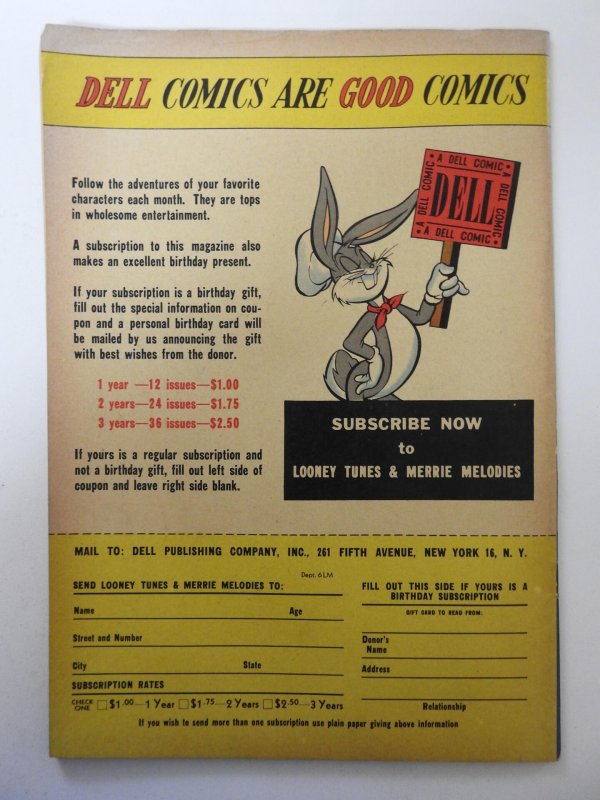 DELL COMICS ARE GOOD COMICS
Follow the adventures of your favorite
characters each month. They are tops
in wholesome entertainment.
A subscription to this magazine also
makes an excellent birthday present.
If your subscription is a birthday gift,
fill out the special information on cou-
pon and a personal birthday card will
be mailed by us announcing the gift
with best wishes from the donor.
1 year —12 issues—$1.00
2 years—24 issues—$1.75
3 years—36 issues—$2.50
If yours is a regular subscription and
not a birthday gift, fill out left side of
coupon and leave right side blank.
• A DELL COMIC •
A DELL COMIC
DELL
A DELL COMIC
• A DELL COMIC •
SUBSCRIBE NOW
to
LOONEY TUNES & MERRIE MELODIES
MAIL TO: DELL PUBLISHING COMPANY, INC., 261 FIFTH AVENUE, NEW YORK 16, N. Y.
Dept. 6LM
SEND LOONEY TUNES & MERRIE MELODIES TO:
Name Age
Street and Number
City State
SUBSCRIPTION RATES
CHECK ONE $1.00—1 Year $1.75—2 Years $2.50—3 Years
FILL OUT THIS SIDE IF YOURS IS A
BIRTHDAY SUBSCRIPTION
GIFT CARD TO READ FROM:
Donor's
Name
Address
Relationship
If you wish to send more than one subscription use plain paper giving above information